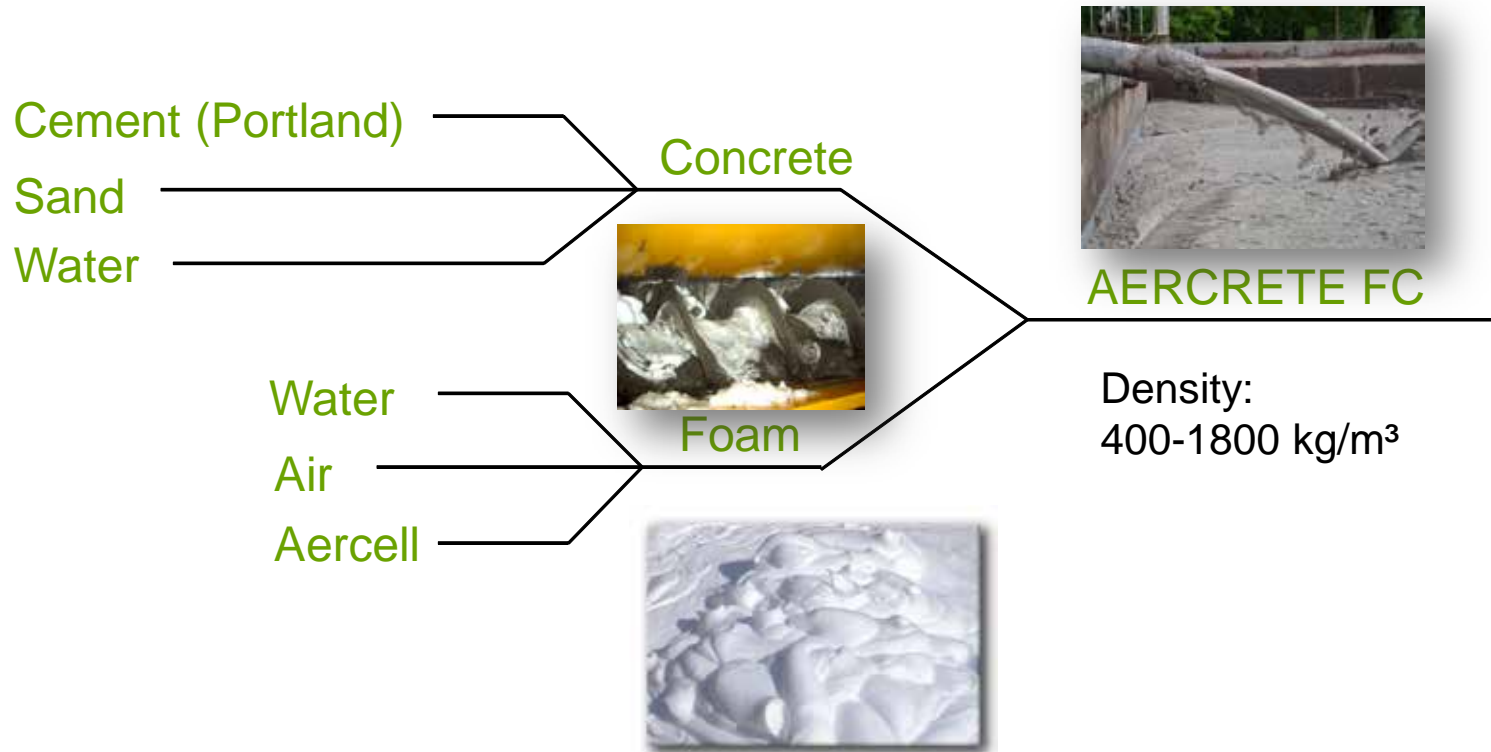 Cement (Portland)
Sand
Water
Concrete
Water
Air
Aercell
Foam
AERCRETE FC
Density:
400-1800 kg/m³